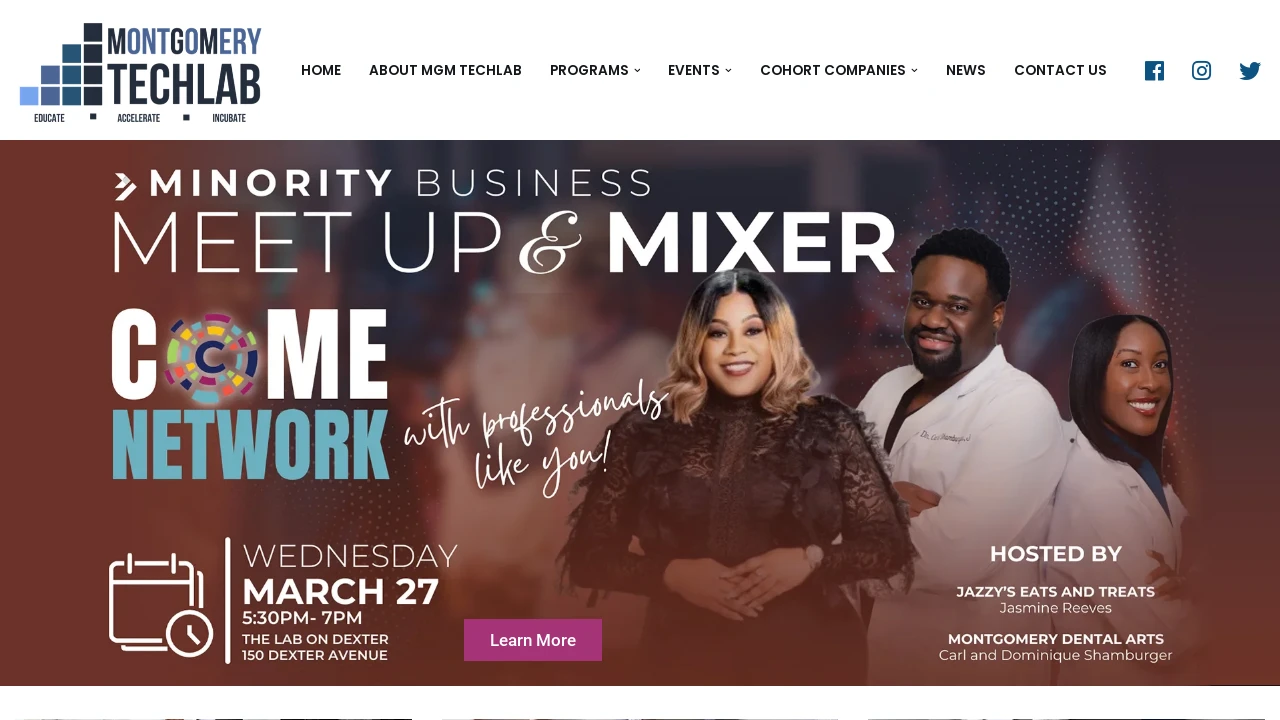 MONTGOMERY
TECHLAB
EDUCATE ACCELERATE INCUBATE
HOME ABOUT MGM TECHLAB PROGRAMS EVENTS COHORT COMPANIES NEWS CONTACT US
MINORITY BUSINESS
MEET UP & MIXER
COME
NETWORK
with professionals
like you!
WEDNESDAY
MARCH 27
5:30PM- 7PM
THE LAB ON DEXTER
150 DEXTER AVENUE
Learn More
HOSTED BY
JAZZY'S EATS AND TREATS
Jasmine Reeves
MONTGOMERY DENTAL ARTS
Carl and Dominique Shamburger